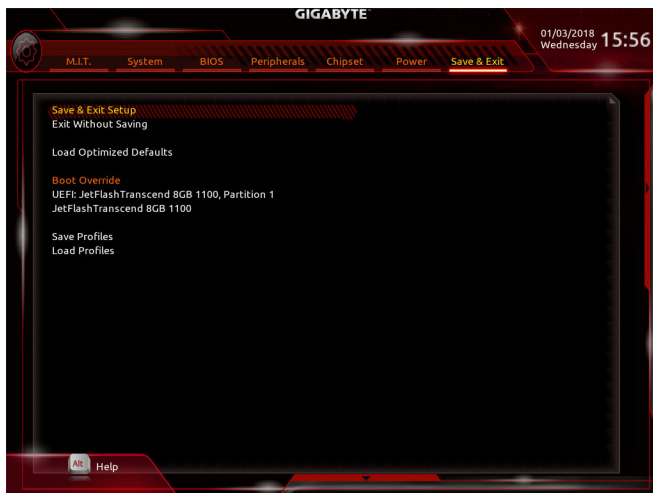 GIGABYTE™
01/03/2018
Wednesday
15:56
M.I.T. System BIOS Peripherals Chipset Power Save & Exit
Save & Exit Setup
Exit Without Saving
Load Optimized Defaults
Boot Override
UEFI: JetFlashTranscend 8GB 1100, Partition 1
JetFlashTranscend 8GB 1100
Save Profiles
Load Profiles
Alt Help